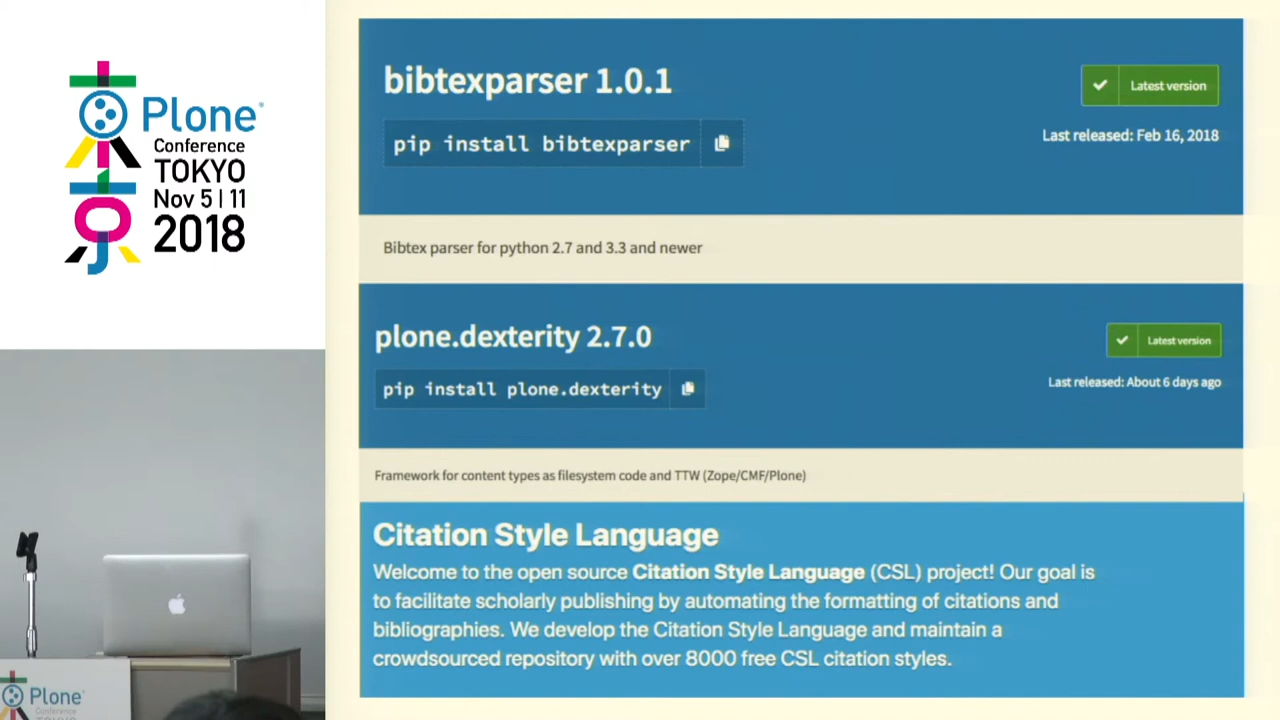 東京
Plone®
Conference
TOKYO
Nov 5 | 11
2018
bibtexparser 1.0.1
Latest version
pip install bibtexparser
Last released: Feb 16, 2018
Bibtex parser for python 2.7 and 3.3 and newer
plone.dexterity 2.7.0
Latest version
pip install plone.dexterity
Last released: About 6 days ago
Framework for content types as filesystem code and TTW (Zope/CMF/Plone)
Citation Style Language
Welcome to the open source Citation Style Language (CSL) project! Our goal is
to facilitate scholarly publishing by automating the formatting of citations and
bibliographies. We develop the Citation Style Language and maintain a
crowdsourced repository with over 8000 free CSL citation styles.
Plone
Conference